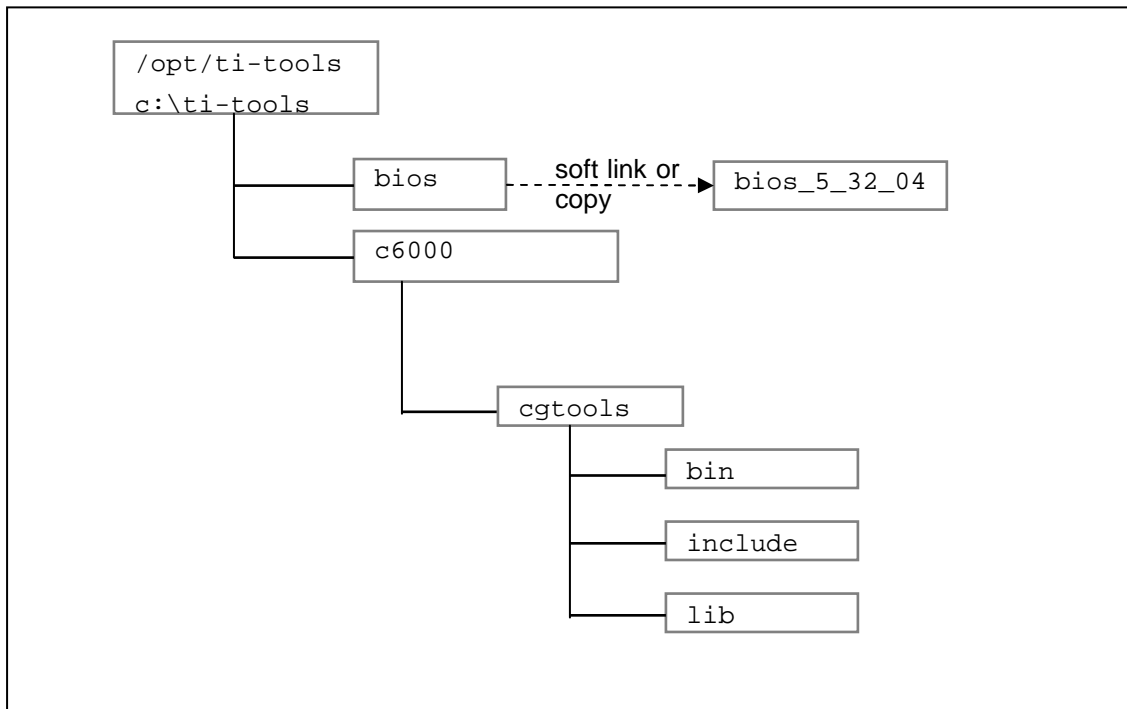 /opt/ti-tools
c:\ti-tools
bios
soft link or
copy
bios_5_32_04
c6000
cgtools
bin
include
lib